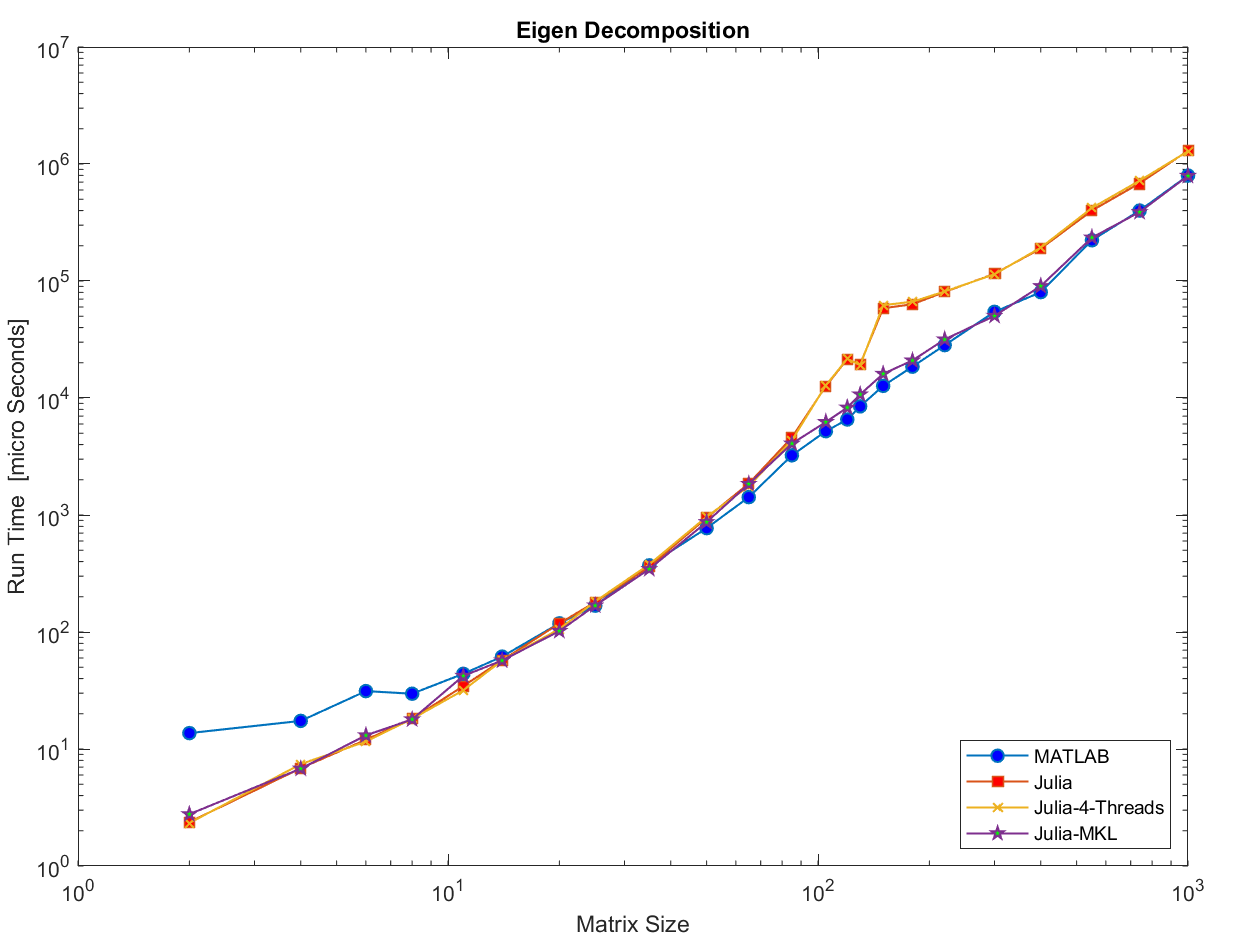 Eigen Decomposition
10^7
10^6
10^5
10^4
10^3
10^2
10^1
10^0
Run Time [micro Seconds]
10^0 10^1 10^2 10^3
Matrix Size
MATLAB
Julia
Julia-4-Threads
Julia-MKL